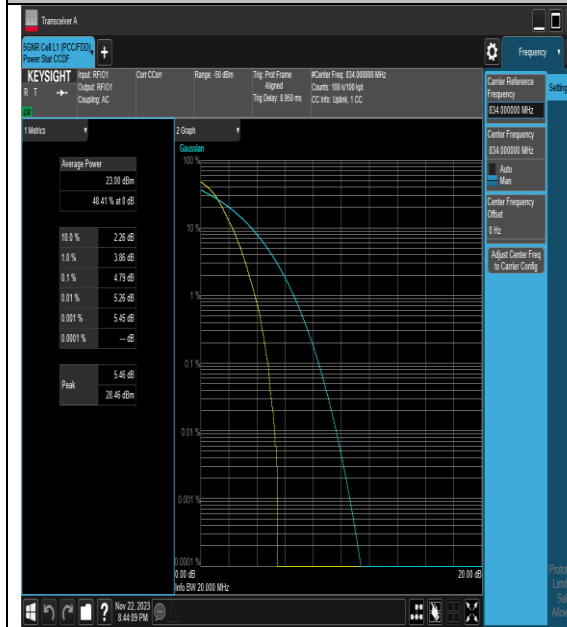 Transceiver A
5GNR Cell L1 (PCC/FDD),
Power Stat CCDF
Frequency
KEYSIGHT
R T
Input: RFIO1
Output: RFIO1
Coupling: AC
Corr CCorr
Range: -50 dBm
Trig: Prot Frame
Aligned
Trig Delay: 8.950 ms
#Center Freq: 834.000000 MHz
Counts: 100 k/100 kpt
CC Info: Uplink, 1 CC
Carrier Reference
Frequency
834.000000 MHz
Setting
Center Frequency
834.000000 MHz
Auto
Man
Center Frequency
Offset
0 Hz
Adjust Center Freq
to Carrier Config
1 Metrics
Average Power
23.00 dBm
48.41 % at 0 dB
10.0 % 2.26 dB
1.0 % 3.86 dB
0.1 % 4.79 dB
0.01 % 5.26 dB
0.001 % 5.45 dB
0.0001 % --- dB
Peak
5.46 dB
28.46 dBm
2 Graph
Gaussian
100 %
10 %
1 %
0.1 %
0.01 %
0.001 %
0.0001 %
0.00 dB
20.00 dB
Info BW 20.000 MHz
Nov 22, 2023
8:44:09 PM